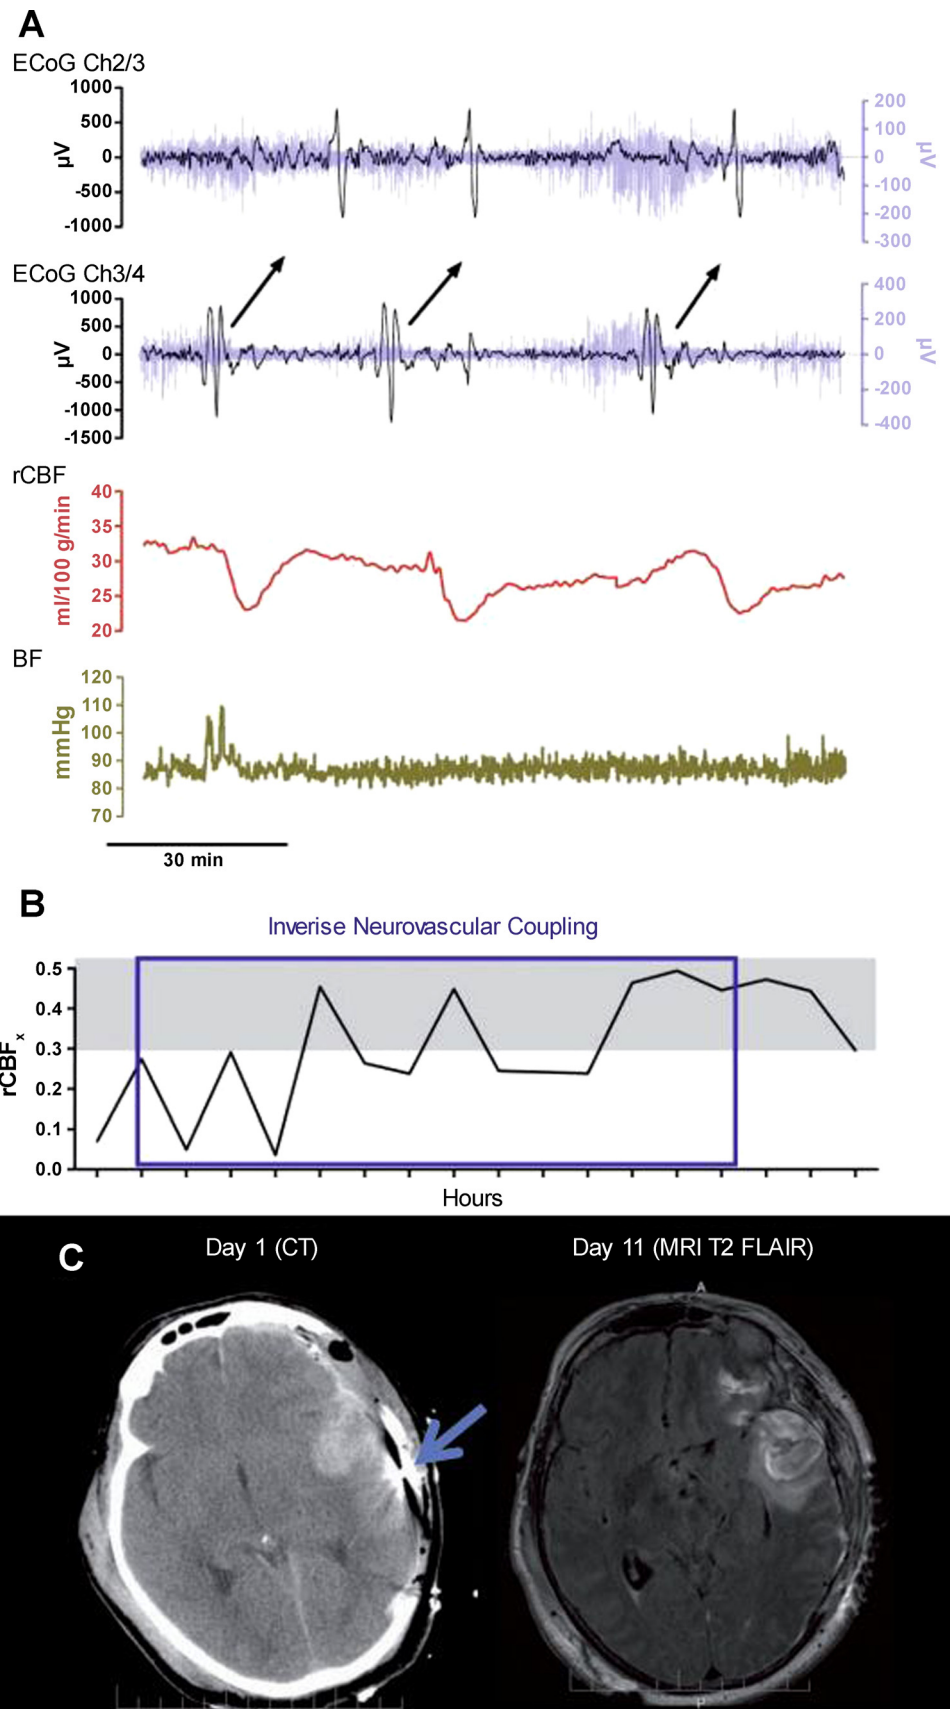 A
ECoG Ch2/3
1000
500
0
-500
-1000
µV
200
100
0
-100
-200
-300
µV
ECoG Ch3/4
1000
500
0
-500
-1000
-1500
µV
400
200
0
-200
-400
µV
rCBF
40
35
30
25
20
ml/100 g/min
BF
120
110
100
90
80
70
mmHg
30 min
B
Inverise Neurovascular Coupling
0.5
0.4
0.3
0.2
0.1
0.0
rCBFx
Hours
C
Day 1 (CT)
Day 11 (MRI T2 FLAIR)
A
P